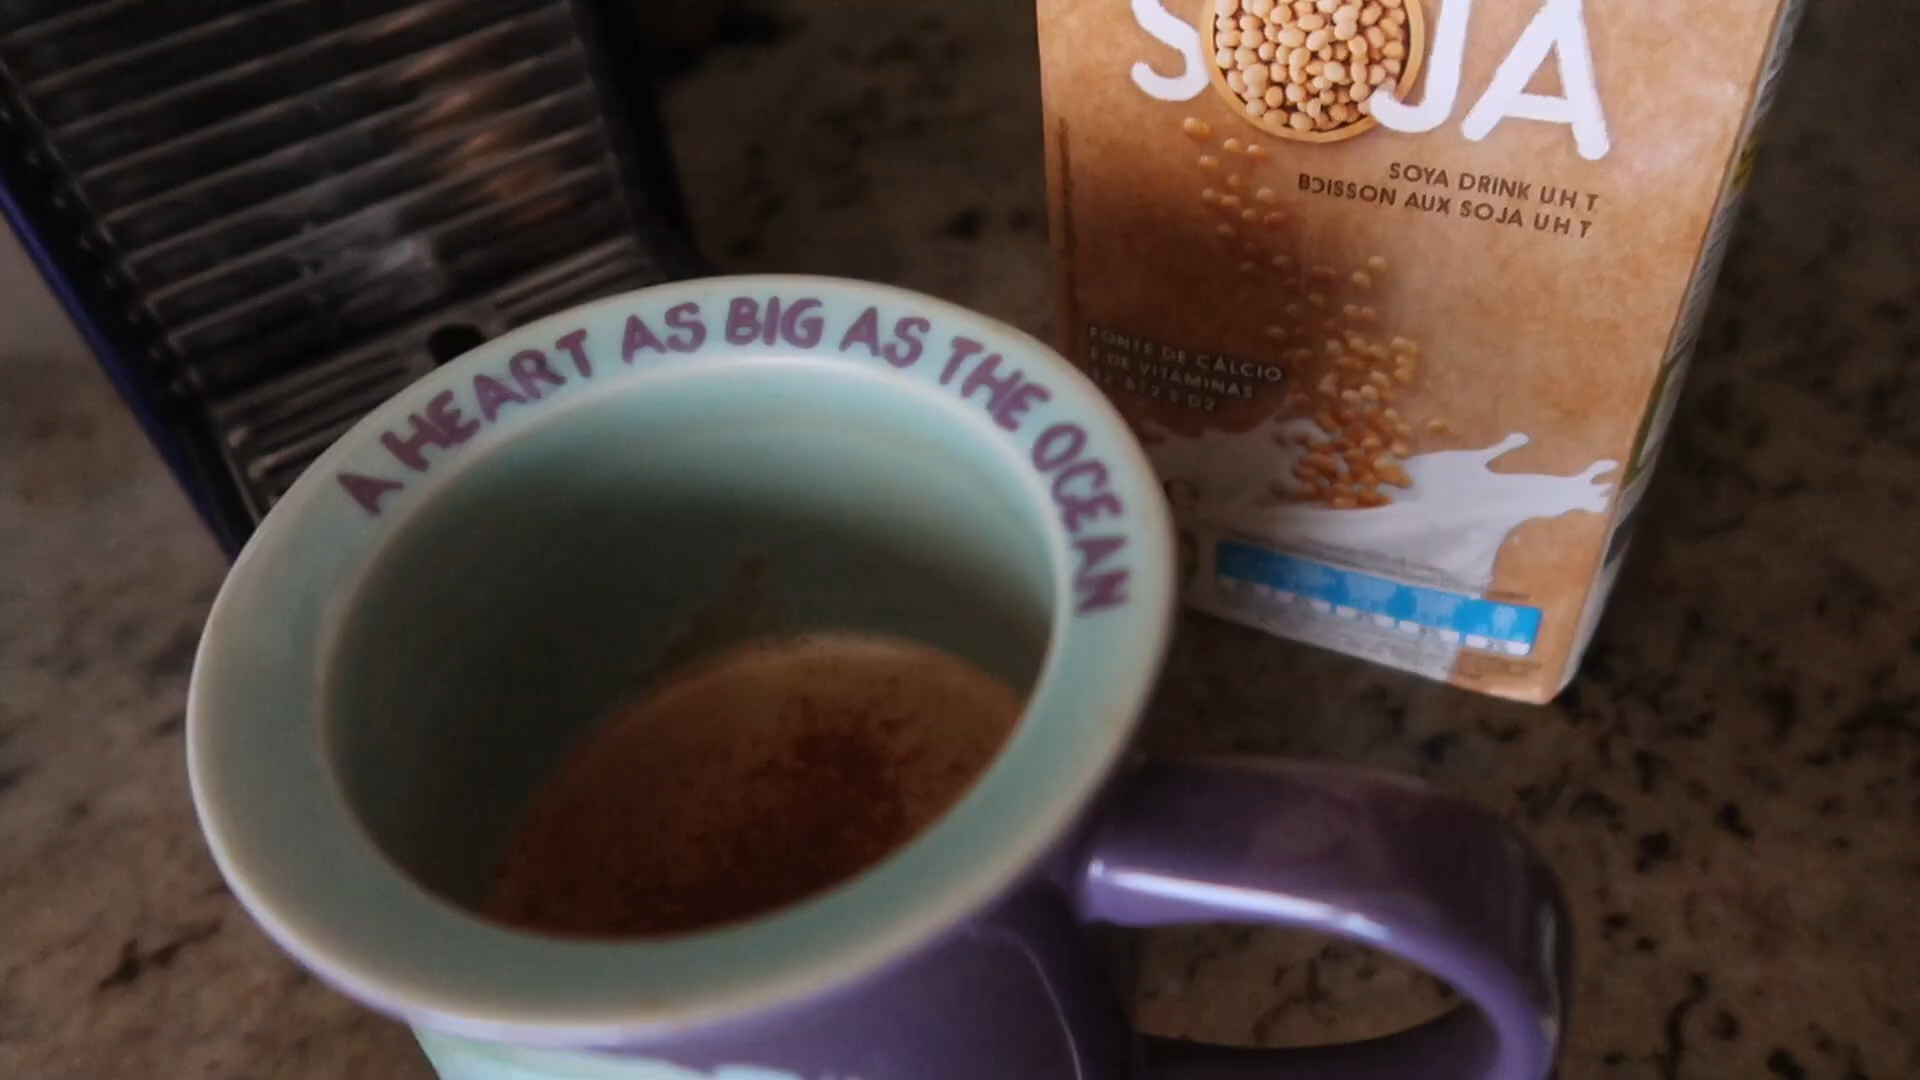 SOJA
SOYA DRINK U.H.T.
BOISSON AUX SOJA U.H.T.
FONTE DE CÁLCIO
E DE VITAMINAS
A HEART AS BIG AS THE OCEAN